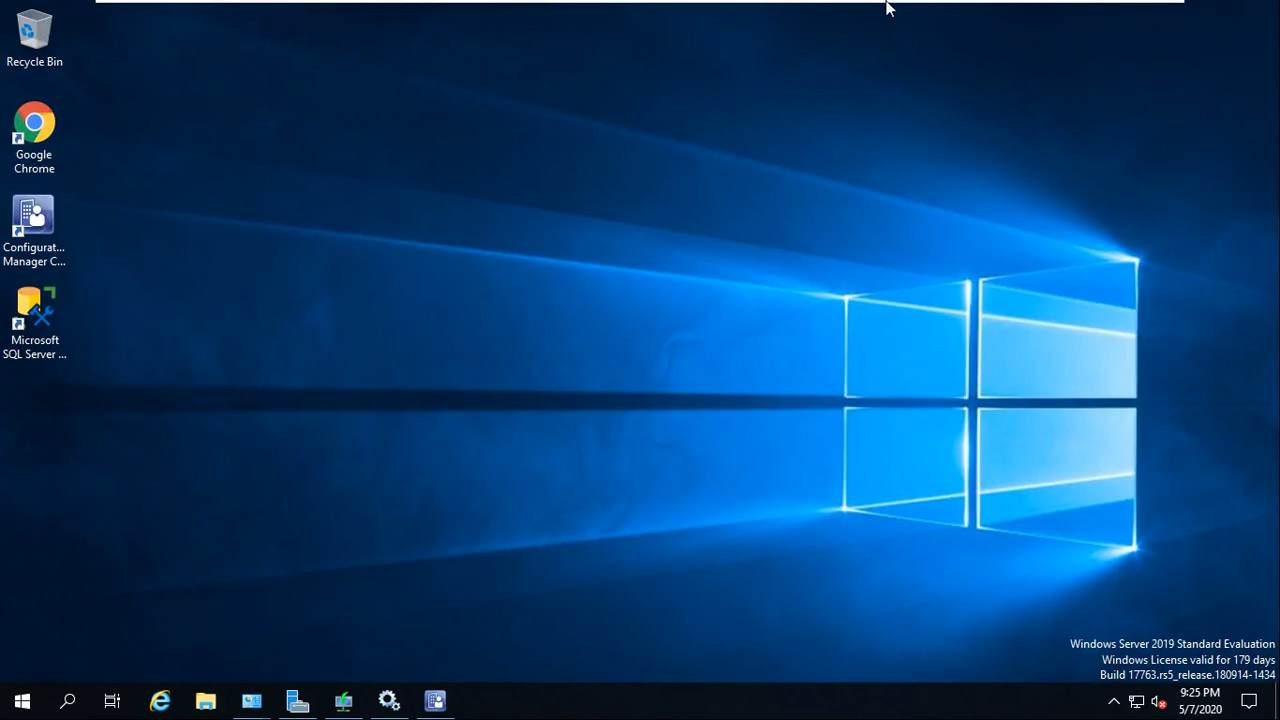 Recycle Bin
Google
Chrome
Configurat...
Manager C...
Microsoft
SQL Server ...
Windows Server 2019 Standard Evaluation
Windows License valid for 179 days
Build 17763.rs5_release.180914-1434
9:25 PM
5/7/2020